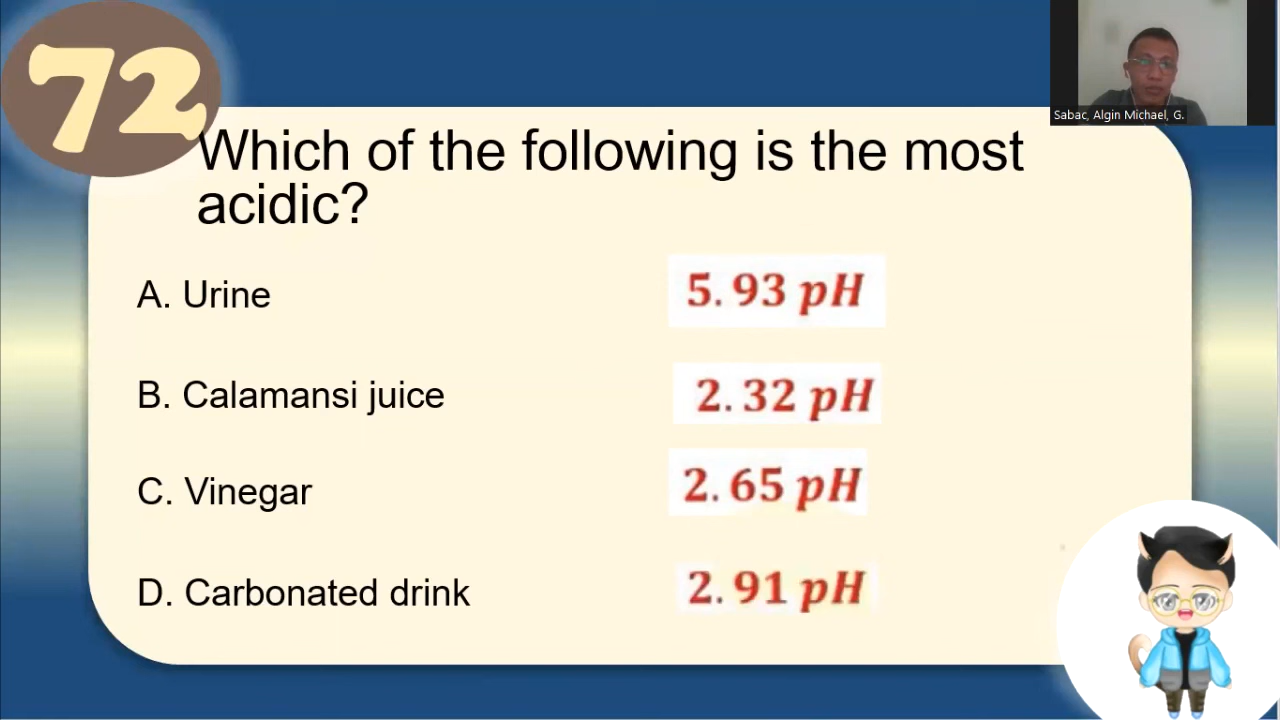 72
Sabac, Algin Michael, G.
Which of the following is the most
acidic?
A. Urine
5.93 pH
B. Calamansi juice
2.32 pH
C. Vinegar
2.65 pH
D. Carbonated drink
2.91 pH